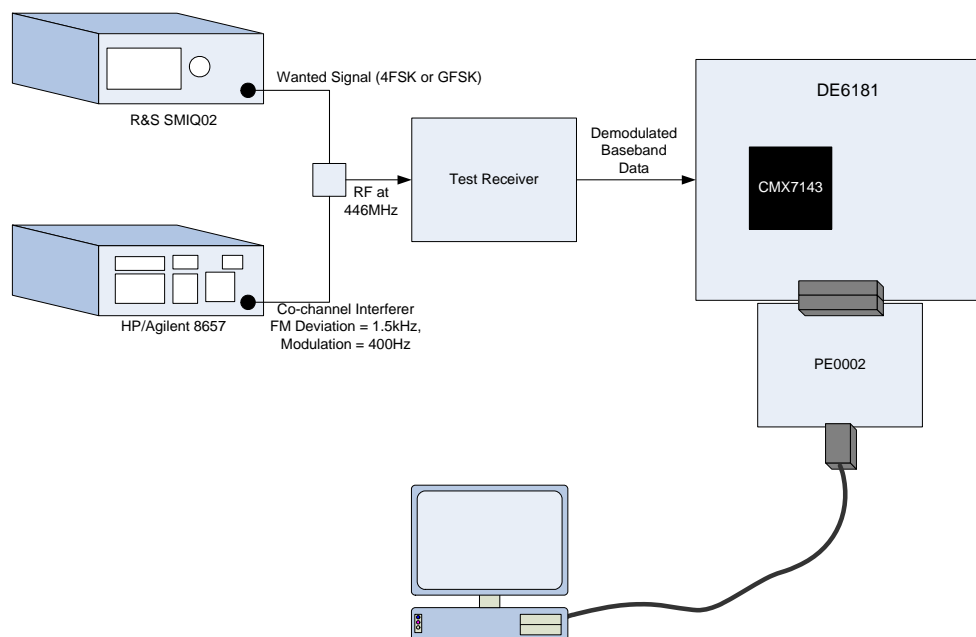 Wanted Signal (4FSK or GFSK)
R&S SMIQ02
DE6181
Demodulated
Baseband
Data
Test Receiver
CMX7143
RF at
446MHz
Co-channel Interferer
FM Deviation = 1.5kHz,
Modulation = 400Hz
HP/Agilent 8657
PE0002